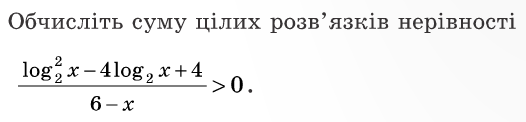 Обчисліть суму цілих розв’язків нерівності
log₂² x – 4log₂ x + 4
6 – x
> 0 .